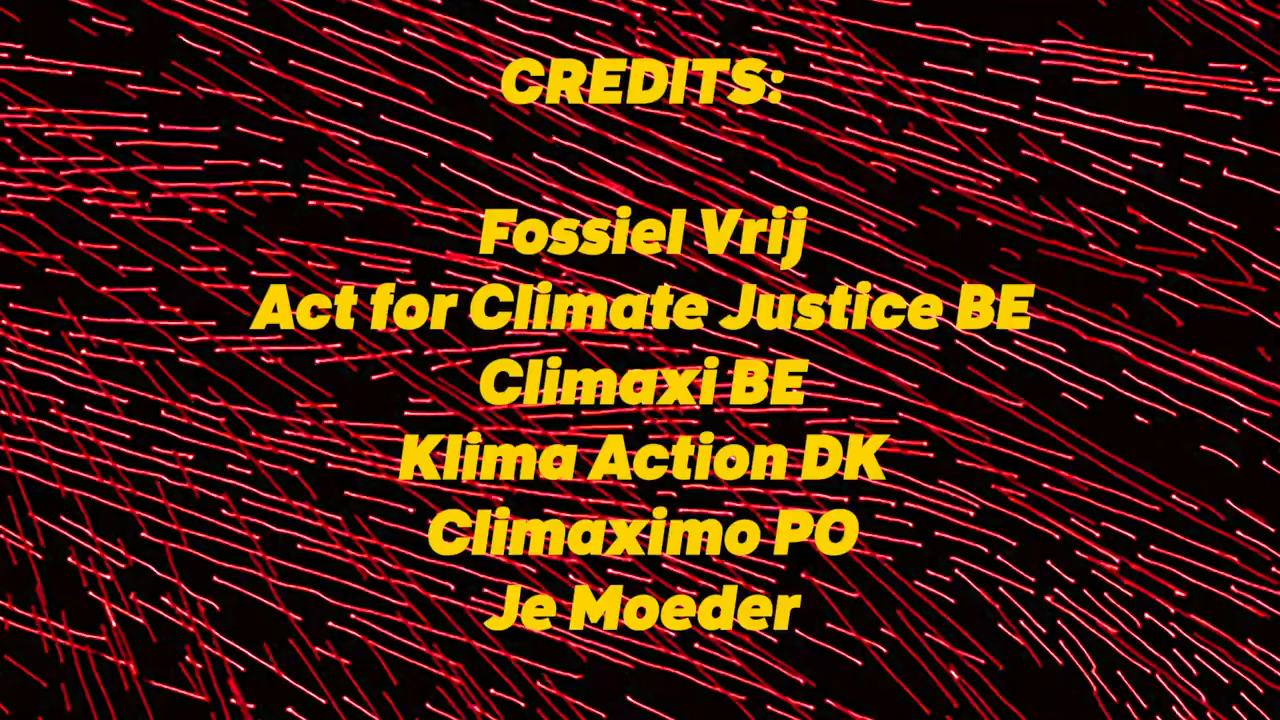 CREDITS:
Fossiel Vrij
Act for Climate Justice BE
Climaxi BE
Klima Action DK
Climaximo PO
Je Moeder